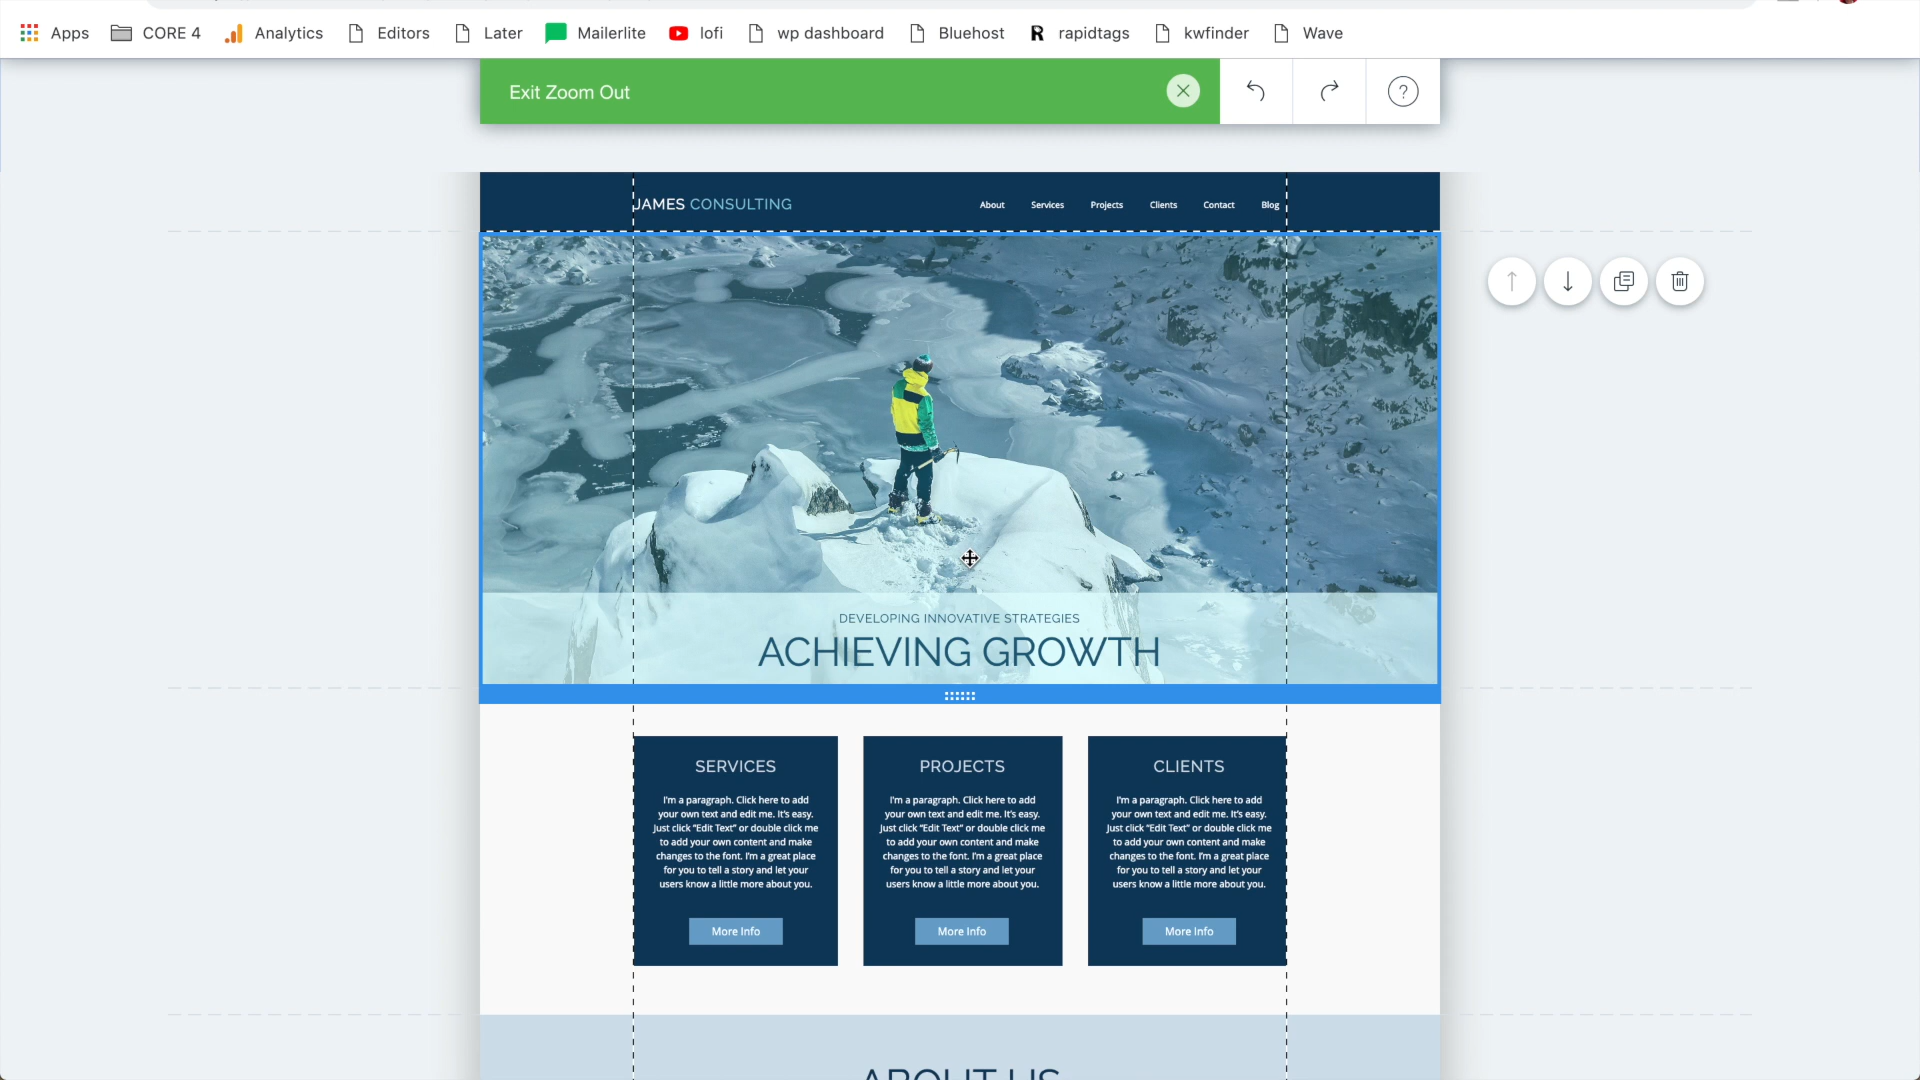 Apps CORE 4 Analytics Editors Later Mailerlite lofi wp dashboard Bluehost rapidtags kwfinder Wave
Exit Zoom Out
JAMES CONSULTING
About Services Projects Clients Contact Blog
DEVELOPING INNOVATIVE STRATEGIES
ACHIEVING GROWTH
SERVICES
I'm a paragraph. Click here to add
your own text and edit me. It's easy.
Just click "Edit Text" or double click me
to add your own content and make
changes to the font. I'm a great place
for you to tell a story and let your
users know a little more about you.
More Info
PROJECTS
I'm a paragraph. Click here to add
your own text and edit me. It's easy.
Just click "Edit Text" or double click me
to add your own content and make
changes to the font. I'm a great place
for you to tell a story and let your
users know a little more about you.
More Info
CLIENTS
I'm a paragraph. Click here to add
your own text and edit me. It's easy.
Just click "Edit Text" or double click me
to add your own content and make
changes to the font. I'm a great place
for you to tell a story and let your
users know a little more about you.
More Info
ABOUT US